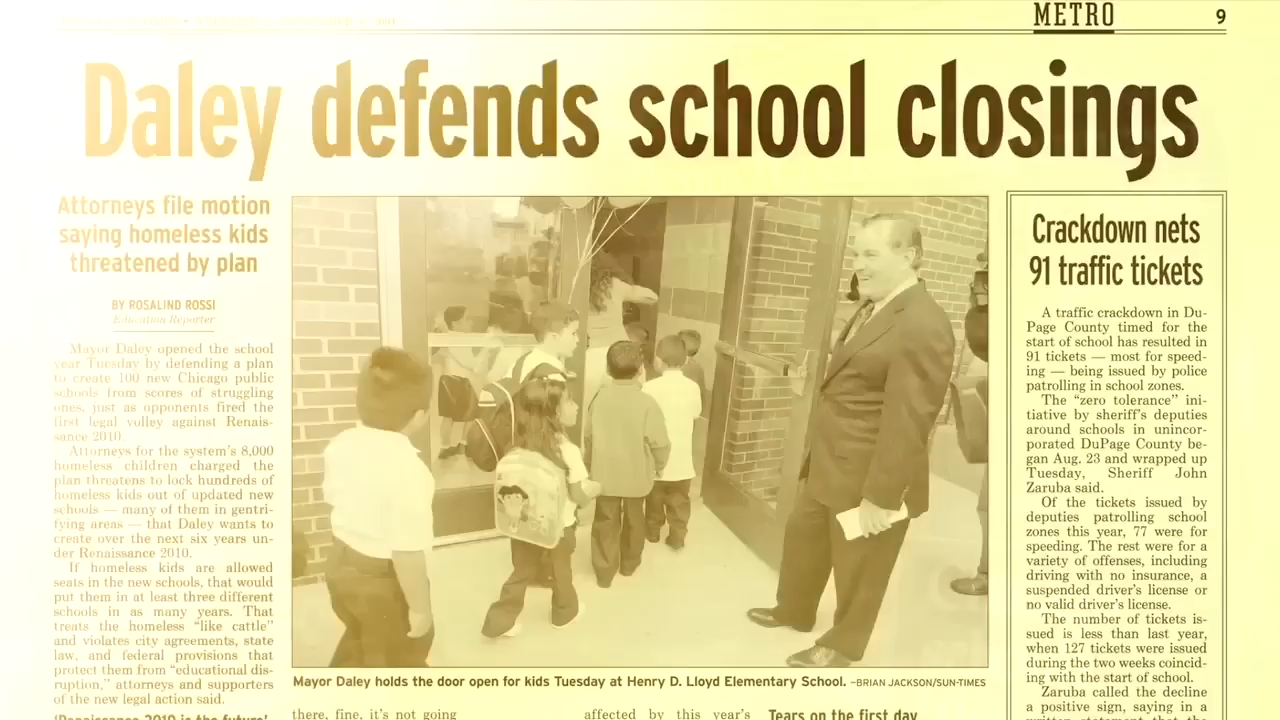 METRO
9
Daley defends school closings
Attorneys file motion
saying homeless kids
threatened by plan
BY ROSALIND ROSSI
Education Reporter
Mayor Daley opened the school
year Tuesday by defending a plan
to create 100 new Chicago public
schools from scores of struggling
ones, just as opponents fired the
first legal volley against Renais-
sance 2010.
Attorneys for the system's 8,000
homeless children charged the
plan threatens to lock hundreds of
homeless kids out of updated new
schools — many of them in gentri-
fying areas — that Daley wants to
create over the next six years un-
der Renaissance 2010.
If homeless kids are allowed
seats in the new schools, that would
put them in at least three different
schools in as many years. That
treats the homeless "like cattle"
and violates city agreements, state
law, and federal provisions that
protect them from "educational dis-
ruption," attorneys and supporters
of the new legal action said.
'Renaissance 2010 is the future'
Mayor Daley holds the door open for kids Tuesday at Henry D. Lloyd Elementary School. –BRIAN JACKSON/SUN-TIMES
there, fine, it's not going
affected by this year's
Tears on the first day
Crackdown nets
91 traffic tickets
A traffic crackdown in Du-
Page County timed for the
start of school has resulted in
91 tickets — most for speed-
ing — being issued by police
patrolling in school zones.
The "zero tolerance" ini-
tiative by sheriff's deputies
around schools in unincor-
porated DuPage County be-
gan Aug. 23 and wrapped up
Tuesday, Sheriff John
Zaruba said.
Of the tickets issued by
deputies patrolling school
zones this year, 77 were for
speeding. The rest were for a
variety of offenses, including
driving with no insurance, a
suspended driver's license or
no valid driver's license.
The number of tickets is-
sued is less than last year,
when 127 tickets were issued
during the two weeks coincid-
ing with the start of school.
Zaruba called the decline
a positive sign, saying in a
written statement that the